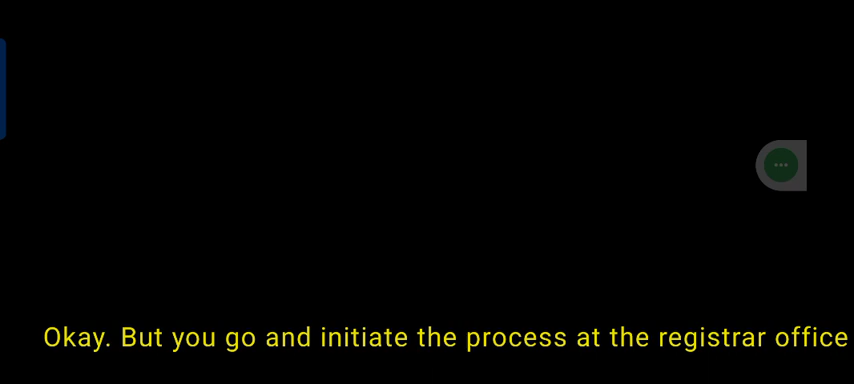 Okay. But you go and initiate the process at the registrar office